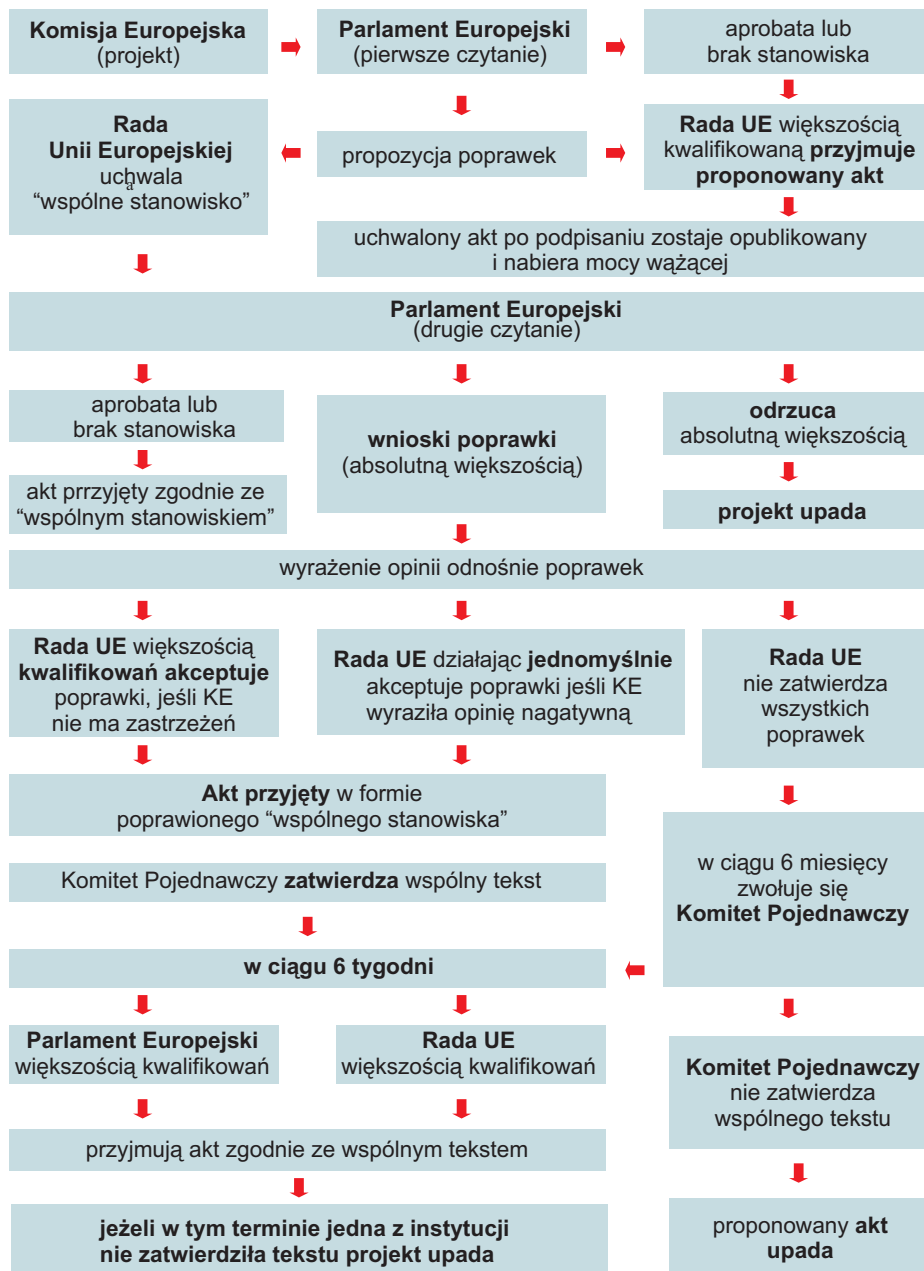 Komisja Europejska
(projekt)
Parlament Europejski
(pierwsze czytanie)
aprobata lub
brak stanowiska
Rada
Unii Europejskiej
uchwala
a
“wspólne stanowisko”
propozycja poprawek
Rada UE większością
kwalifikowaną przyjmuje
proponowany akt
uchwalony akt po podpisaniu zostaje opublikowany
i nabiera mocy wążącej
Parlament Europejski
(drugie czytanie)
aprobata lub
brak stanowiska
wnioski poprawki
(absolutną większością)
odrzuca
absolutną większością
akt prrzyjęty zgodnie ze
“wspólnym stanowiskiem”
projekt upada
wyrażenie opinii odnośnie poprawek
Rada UE większością
kwalifikowań akceptuje
poprawki, jeśli KE
nie ma zastrzeżeń
Rada UE działając jednomyślnie
akceptuje poprawki jeśli KE
wyraziła opinię nagatywną
Rada UE
nie zatwierdza
wszystkich
poprawek
Akt przyjęty w formie
poprawionego “wspólnego stanowiska”
w ciągu 6 miesięcy
zwołuje się
Komitet Pojednawczy
Komitet Pojednawczy zatwierdza wspólny tekst
w ciągu 6 tygodni
Parlament Europejski
większością kwalifikowań
Rada UE
większością kwalifikowań
Komitet Pojednawczy
nie zatwierdza
wspólnego tekstu
przyjmują akt zgodnie ze wspólnym tekstem
jeżeli w tym terminie jedna z instytucji
nie zatwierdziła tekstu projekt upada
proponowany akt
upada